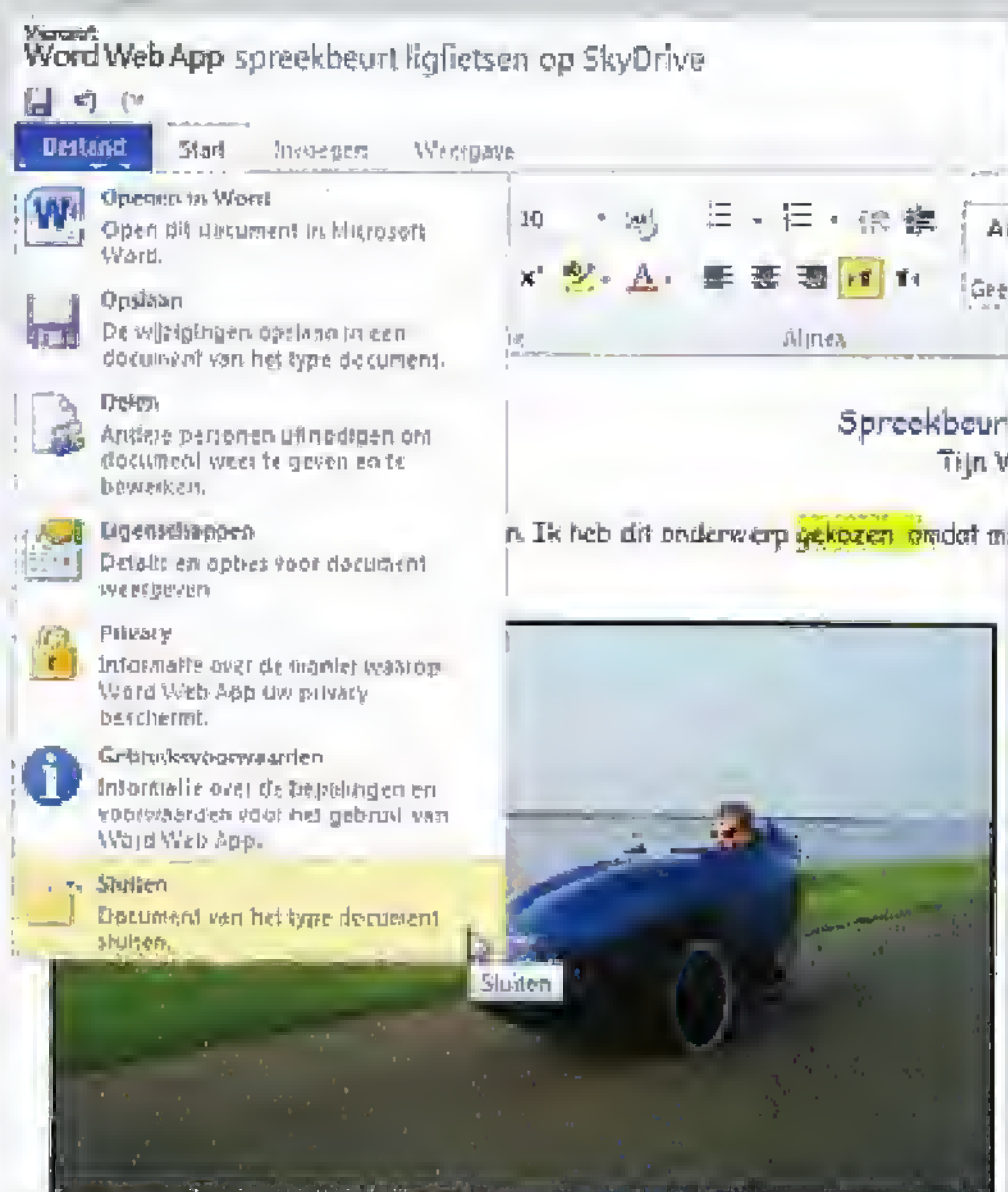 Microsoft
Word Web App spreekbeurt ligfietsen op SkyDrive
Bestand Start Invoegen Weergave
Openen in Word
Open dit document in Microsoft
Word.
10
Opslaan
De wijzigingen opslaan in een
document van het type document.
Alinea
Delen
Andere personen uitnodigen om
document weer te geven en te
bewerken.
Spreekbeur
Tijn
Eigenschappen
Details en opties voor document
weergeven
n. Ik heb dit onderwerp gekozen omdat m
Privacy
Informatie over de manier waarop
Word Web App uw privacy
beschermt.
Gebruiksvoorwaarden
Informatie over de bepalingen en
voorwaarden voor het gebruik van
Word Web App.
Sluiten
Document van het type document
sluiten.
Sluiten